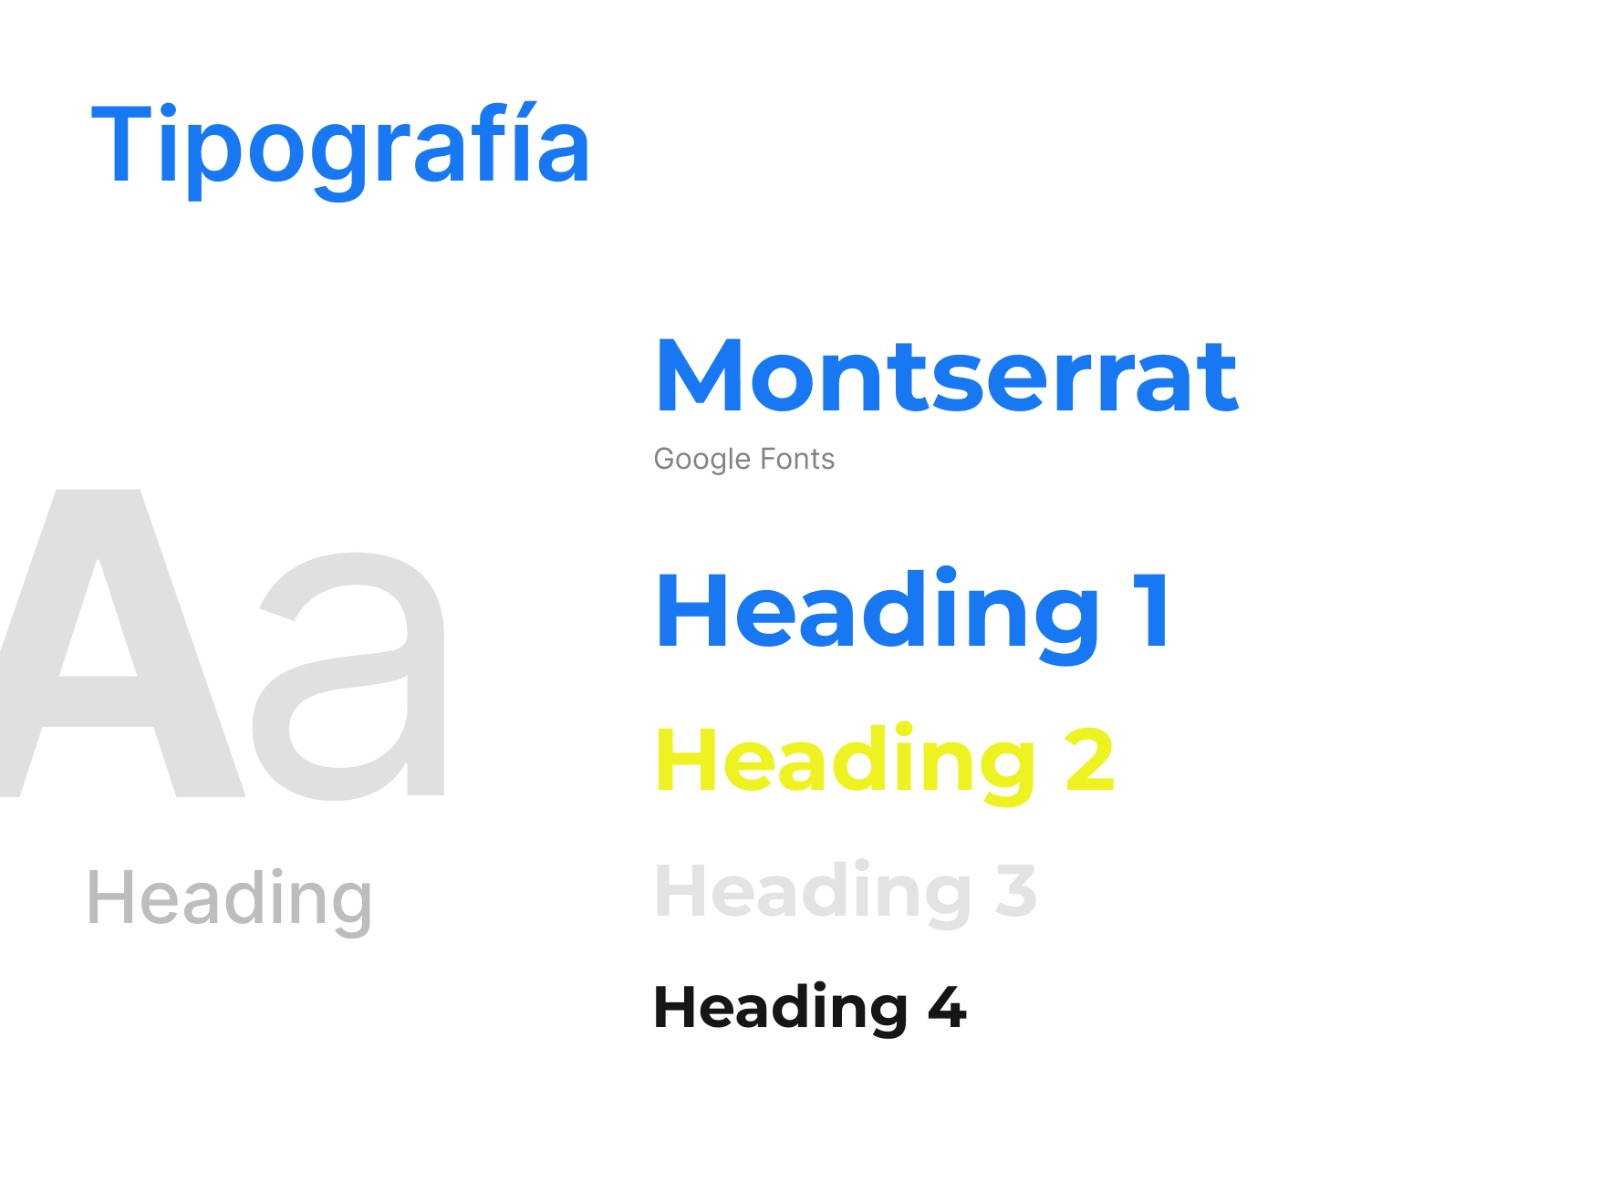 Tipografía
Aa
Heading
Montserrat
Google Fonts
Heading 1
Heading 2
Heading 3
Heading 4